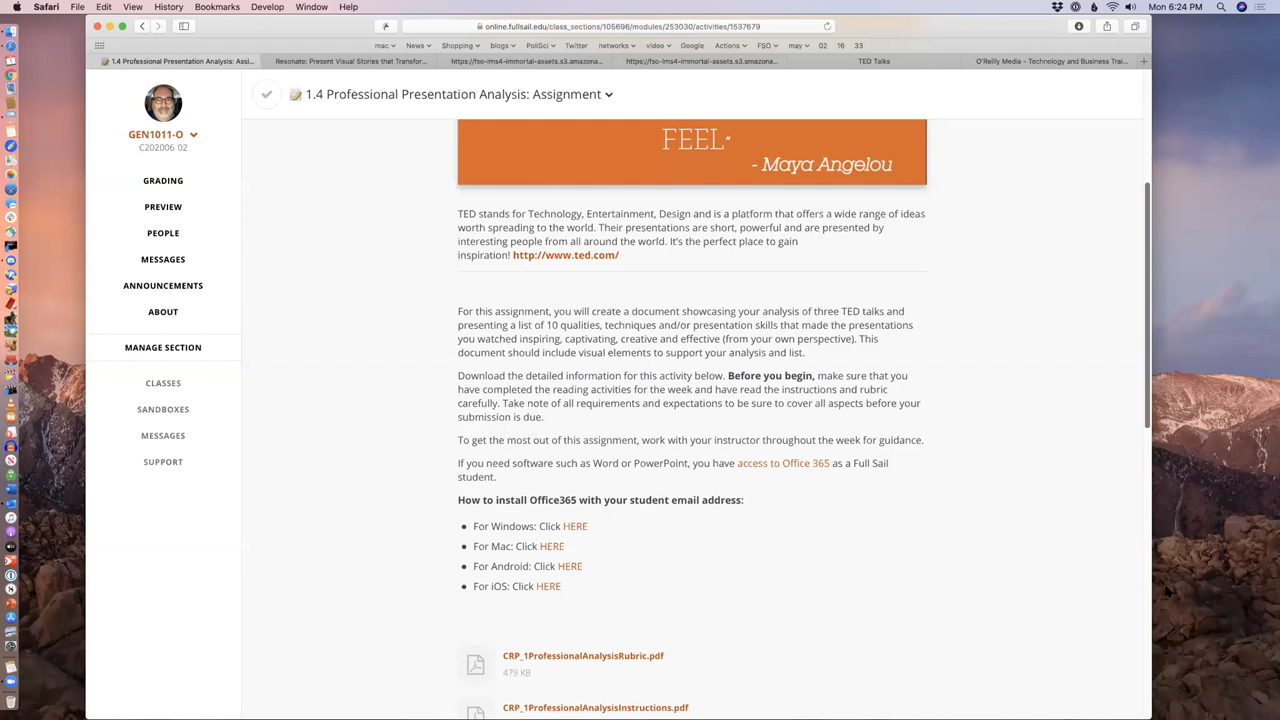 Safari File Edit View History Bookmarks Develop Window Help
Mon 6:24 PM
online.fullsail.edu/class_sections/105696/modules/253030/activities/1537679
mac News Shopping blogs PoliSci Twitter networks video Google Actions FSO may 02 16 33
1.4 Professional Presentation Analysis: Assi...
Resonate: Present Visual Stories that Transfor...
https://fso-lms4-immortal-assets.s3.amazona...
https://fso-lms4-immortal-assets.s3.amazona...
TED Talks
O'Reilly Media - Technology and Business Trai...
GEN1011-O
C202006 02
GRADING
PREVIEW
PEOPLE
MESSAGES
ANNOUNCEMENTS
ABOUT
MANAGE SECTION
CLASSES
SANDBOXES
MESSAGES
SUPPORT
1.4 Professional Presentation Analysis: Assignment
FEEL"
- Maya Angelou
TED stands for Technology, Entertainment, Design and is a platform that offers a wide range of ideas
worth spreading to the world. Their presentations are short, powerful and are presented by
interesting people from all around the world. It's the perfect place to gain
inspiration! http://www.ted.com/
For this assignment, you will create a document showcasing your analysis of three TED talks and
presenting a list of 10 qualities, techniques and/or presentation skills that made the presentations
you watched inspiring, captivating, creative and effective (from your own perspective). This
document should include visual elements to support your analysis and list.
Download the detailed information for this activity below. Before you begin, make sure that you
have completed the reading activities for the week and have read the instructions and rubric
carefully. Take note of all requirements and expectations to be sure to cover all aspects before your
submission is due.
To get the most out of this assignment, work with your instructor throughout the week for guidance.
If you need software such as Word or PowerPoint, you have access to Office 365 as a Full Sail
student.
How to install Office365 with your student email address:
For Windows: Click HERE
For Mac: Click HERE
For Android: Click HERE
For iOS: Click HERE
CRP_1ProfessionalAnalysisRubric.pdf
479 KB
CRP_1ProfessionalAnalysisInstructions.pdf